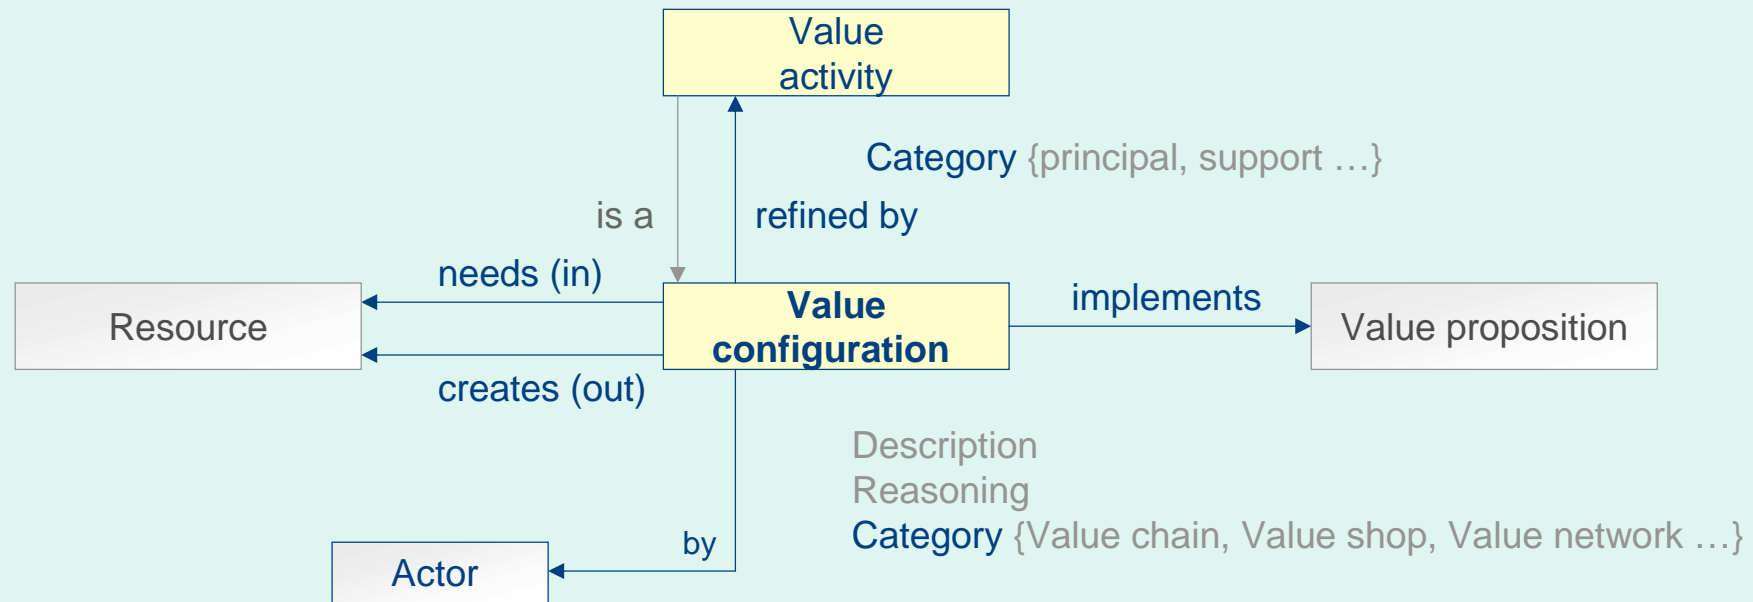 Value
activity
Category {principal, support …}
is a
refined by
needs (in)
Resource
Value
configuration
implements
Value proposition
creates (out)
Description
Reasoning
Category {Value chain, Value shop, Value network …}
by
Actor